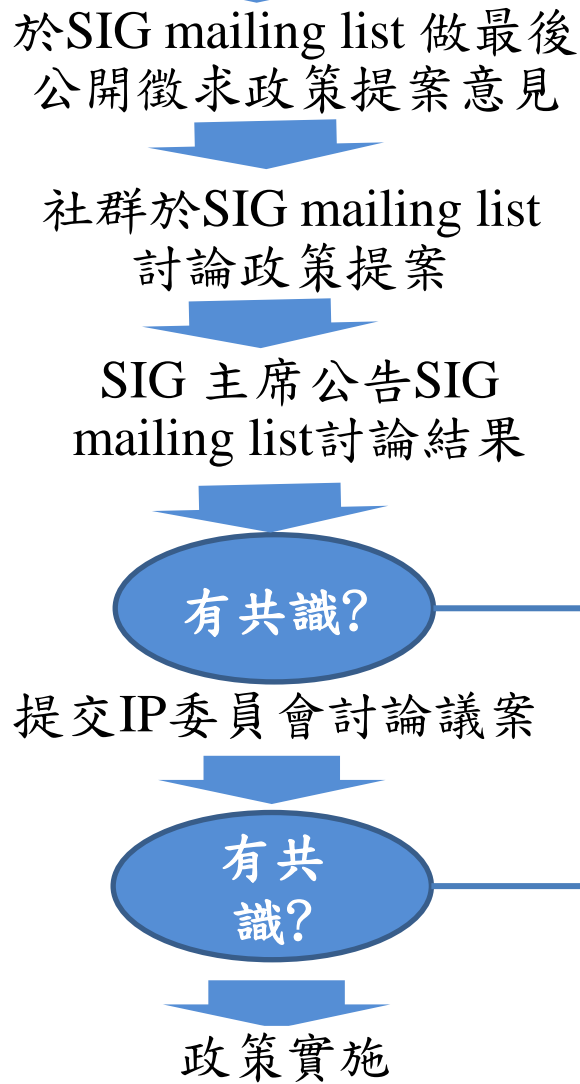 於SIG mailing list 做最後
公開徵求政策提案意見
社群於SIG mailing list
討論政策提案
SIG 主席公告SIG
mailing list討論結果
有共識?
提交IP委員會討論議案
有共
識?
政策實施